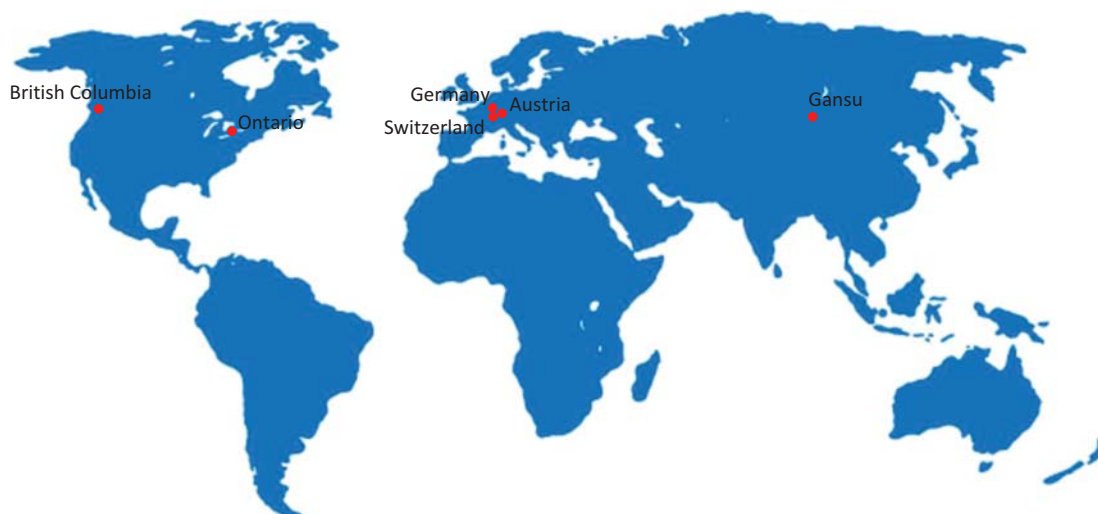 British Columbia
Ontario
Germany
Austria
Switzerland
Gansu